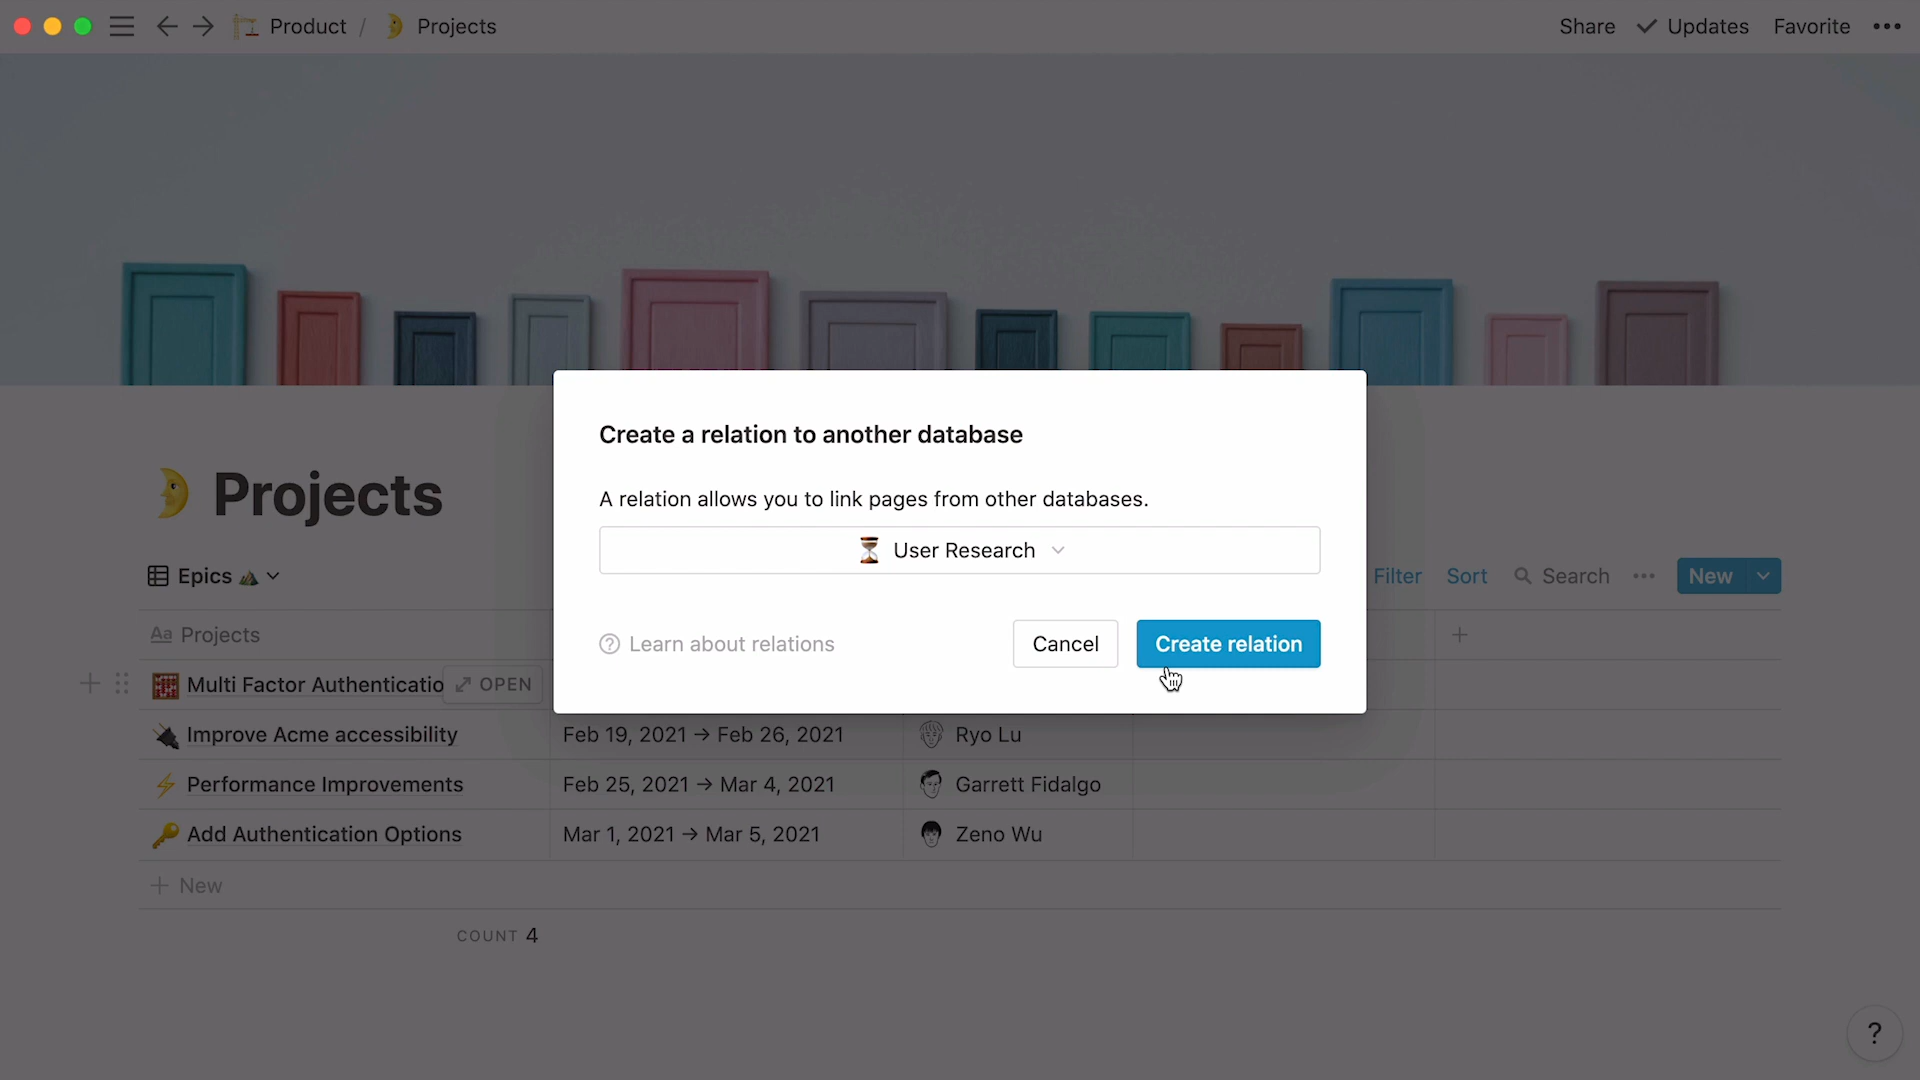 Product / Projects
Share Updates Favorite
Create a relation to another database
A relation allows you to link pages from other databases.
User Research
Learn about relations Cancel Create relation
Projects
Epics Filter Sort Search New
Aa Projects
Multi Factor Authenticatio OPEN
Improve Acme accessibility Feb 19, 2021 → Feb 26, 2021 Ryo Lu
Performance Improvements Feb 25, 2021 → Mar 4, 2021 Garrett Fidalgo
Add Authentication Options Mar 1, 2021 → Mar 5, 2021 Zeno Wu
+ New
COUNT 4
?